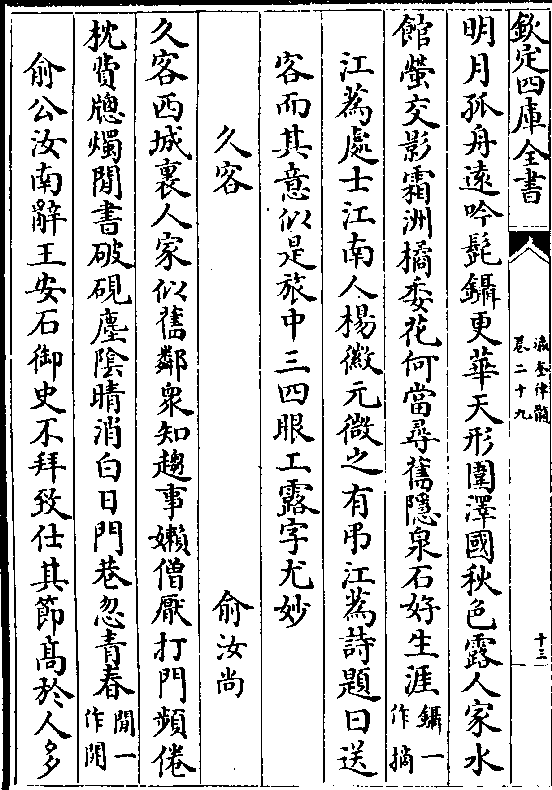 欽定四庫全書
瀛奎律髓
卷二十九
十三
明月孤舟遠吟髭鑷更華天形圍澤國秋色露人家水
館螢交影霜洲橘委花何當尋舊隱泉石好生涯鑷一
作摘
江為處士江南人楊徽元微之有弔江為詩題曰送
客而其意似是旅中三四眼工露字尤妙
久客
俞汝尚
久客西城裏人家似舊鄰衆知趨事嬾僧厭打門頻倦
枕費牕燭閒書破硯塵陰晴消白日門巷忽青春閒一
作開
俞公汝南辭王安石御史不拜致仕其節髙於人多